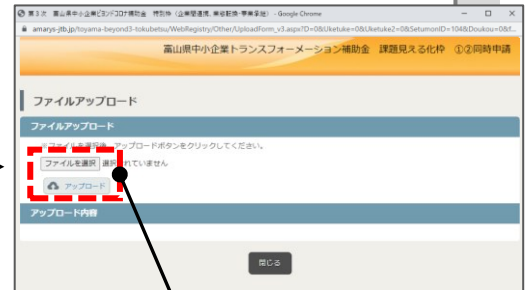 第3次 富山県中小企業ビヨンドコロナ補助金 特別枠（企業間連携、業態転換・事業承継） - Google Chrome
amarys-jtb.jp/toyama-beyond3-tokubetsu/WebRegistry/Other/UploadForm_v3.aspx?D=0&Uketuke=0&Uketuke2=0&SetumonID=104&Doukou=0&f...
富山県中小企業トランスフォーメーション補助金 課題見える化枠 ①②同時申請
ファイルアップロード
ファイルアップロード
※ファイルを選択後、アップロードボタンをクリックしてください。
ファイルを選択 選択されていません
アップロード
アップロード内容
閉じる